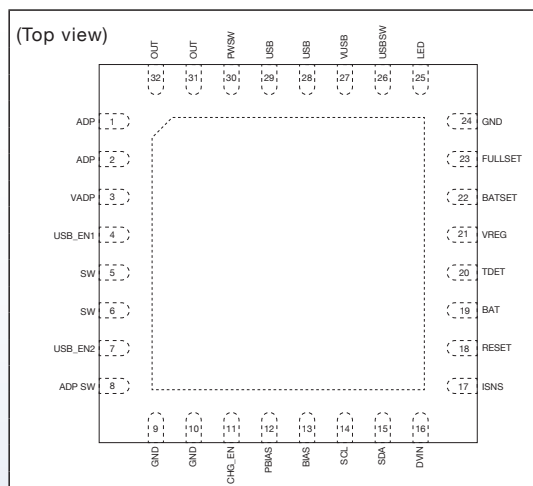 (Top view)
OUT
OUT
PWSW
USB
USB
VUSB
USBSW
LED
32
31
30
29
28
27
26
25
ADP 1
ADP 2
VADP 3
USB_EN1 4
SW 5
SW 6
USB_EN2 7
ADP SW 8
24 GND
23 FULLSET
22 BATSET
21 VREG
20 TDET
19 BAT
18 RESET
17 ISNS
9
10
11
12
13
14
15
16
GND
GND
CHG_EN
PBIAS
BIAS
SCL
SDA
DVIN